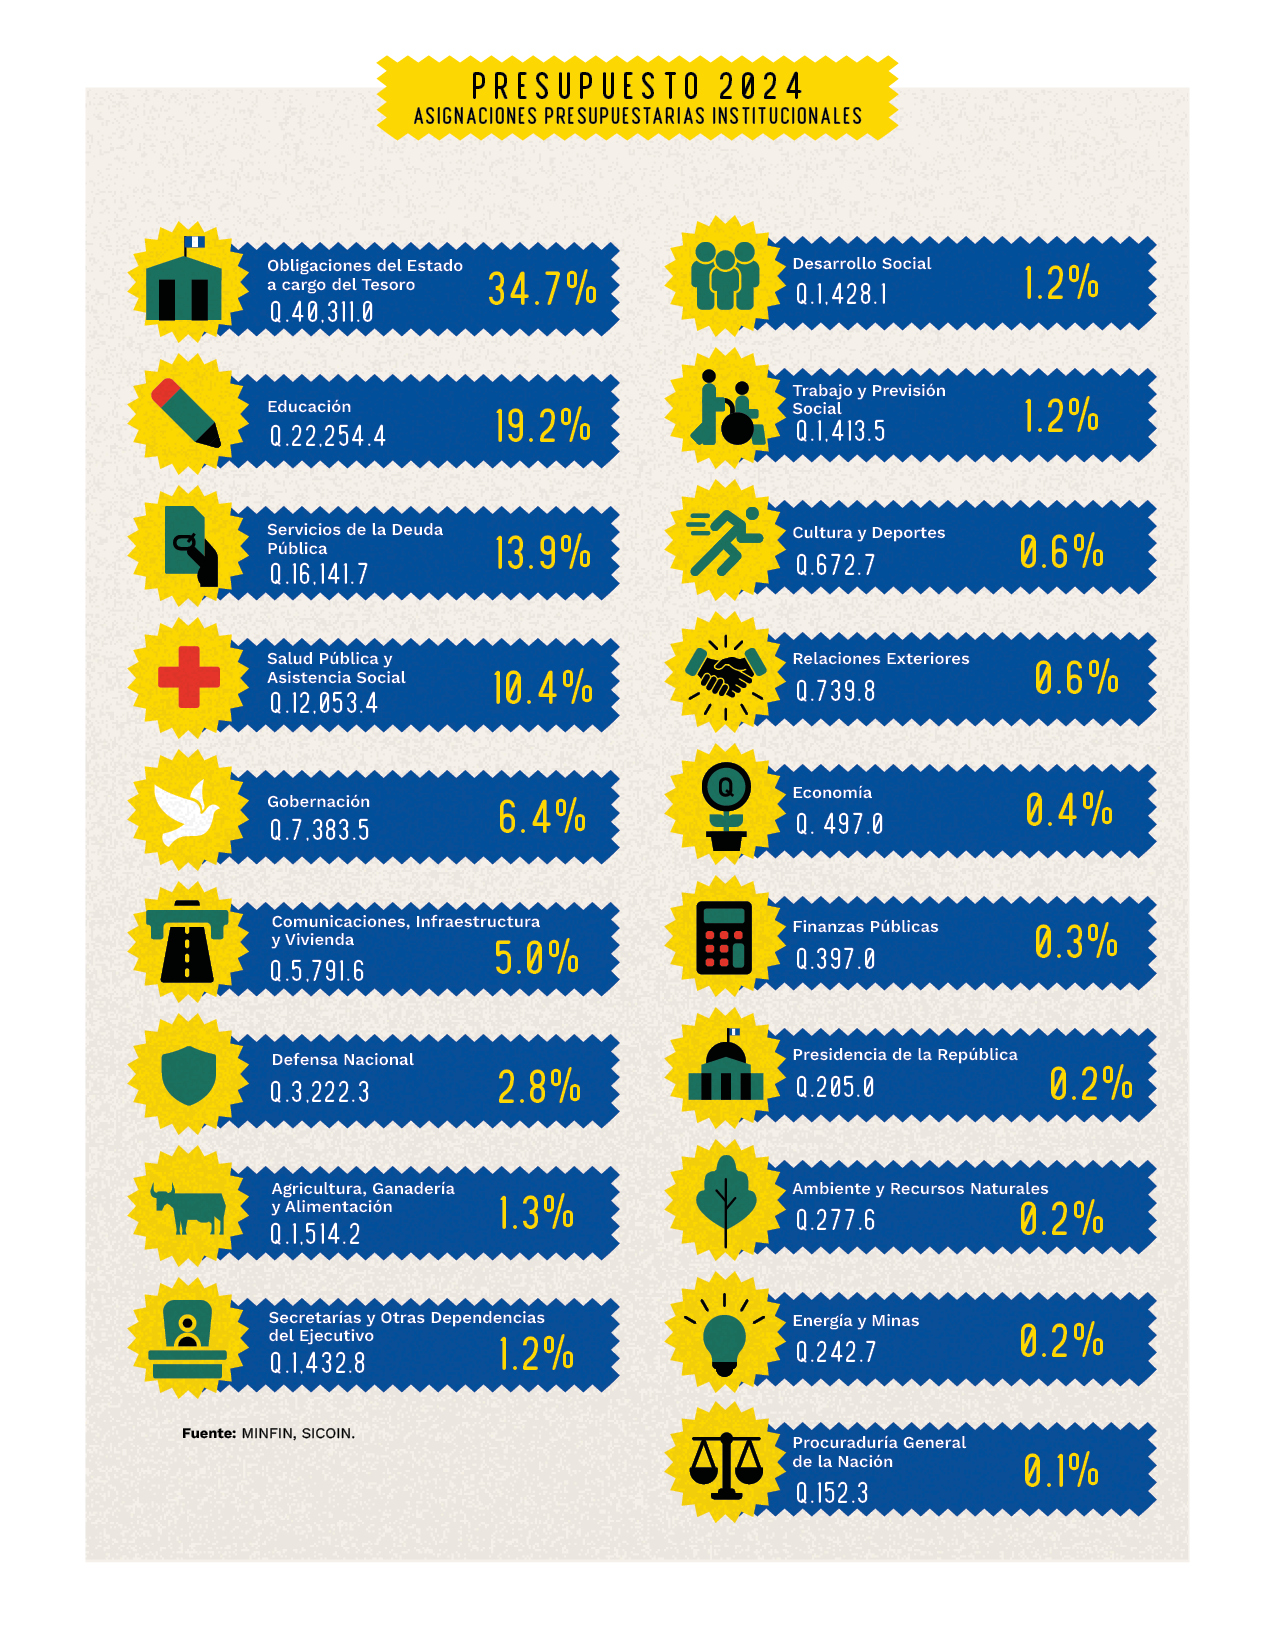 PRESUPUESTO 2024
ASIGNACIONES PRESUPUESTARIAS INSTITUCIONALES
Obligaciones del Estado
a cargo del Tesoro
Q.40,311.0
34.7%
Educación
Q.22,254.4
19.2%
Servicios de la Deuda
Pública
Q.16,141.7
13.9%
Salud Pública y
Asistencia Social
Q.12,053.4
10.4%
Gobernación
Q.7,383.5
6.4%
Comunicaciones, Infraestructura
y Vivienda
Q.5,791.6
5.0%
Defensa Nacional
Q.3,222.3
2.8%
Agricultura, Ganadería
y Alimentación
Q.1,514.2
1.3%
Secretarías y Otras Dependencias
del Ejecutivo
Q.1,432.8
1.2%
Fuente: MINFIN, SICOIN.
Desarrollo Social
Q.1,428.1
1.2%
Trabajo y Previsión
Social
Q.1,413.5
1.2%
Cultura y Deportes
Q.672.7
0.6%
Relaciones Exteriores
Q.739.8
0.6%
Q
Economía
Q. 497.0
0.4%
Finanzas Públicas
Q.397.0
0.3%
Presidencia de la República
Q.205.0
0.2%
Ambiente y Recursos Naturales
Q.277.6
0.2%
Energía y Minas
Q.242.7
0.2%
Procuraduría General
de la Nación
Q.152.3
0.1%